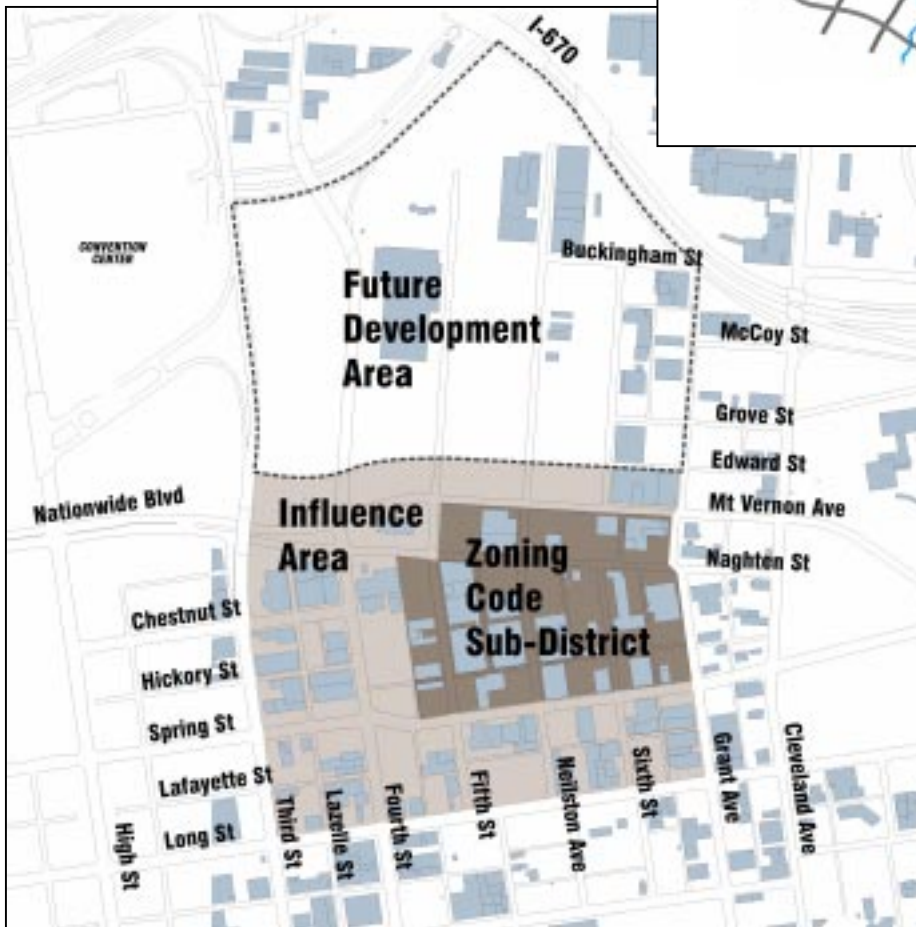 I-670
CONVENTION
CENTER
Buckingham St
Future
Development
Area
McCoy St
Grove St
Edward St
Nationwide Blvd
Mt Vernon Ave
Influence
Area
Zoning
Code
Sub-District
Naghten St
Chestnut St
Hickory St
Spring St
Lafayette St
Long St
High St
Third St
Lazelle St
Fourth St
Fifth St
Neilston Ave
Sixth St
Grant Ave
Cleveland Ave